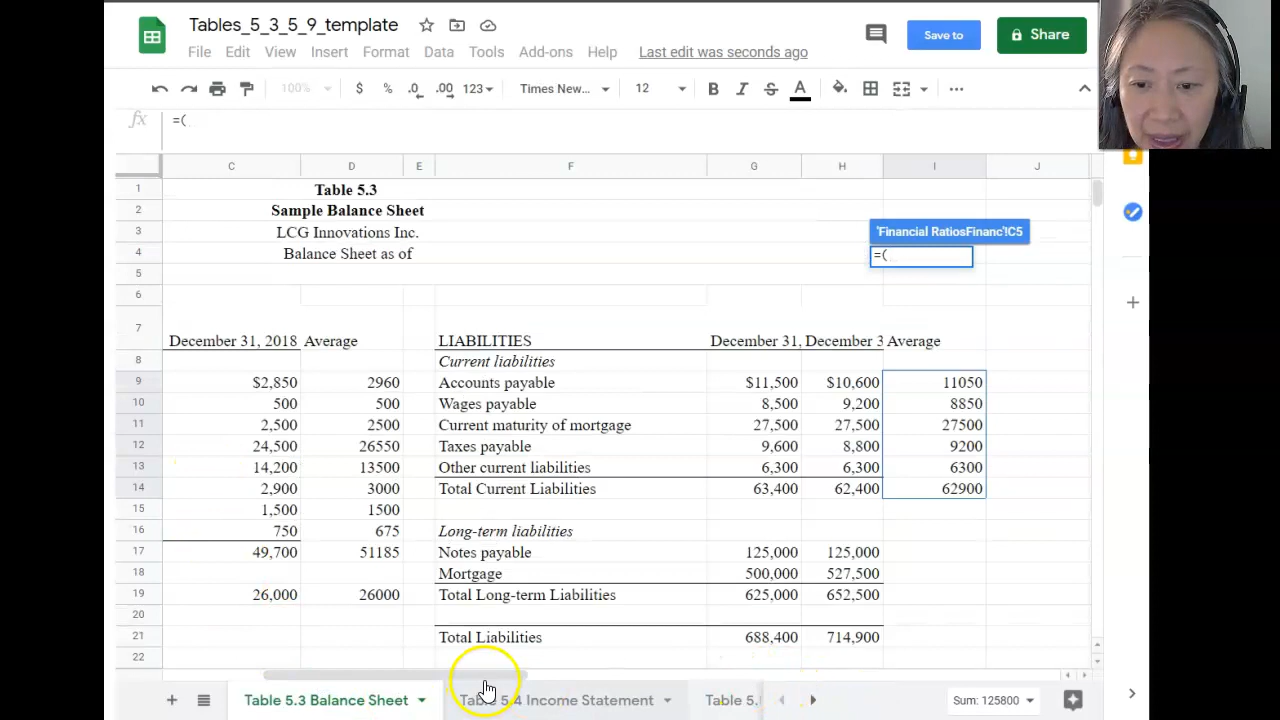 Tables_5_3_5_9_template
File Edit View Insert Format Data Tools Add-ons Help Last edit was seconds ago
Save to
Share
100% $ % .0 .00 123 Times New... 12 B I S A
fx =(
C D E F G H I J
1 Table 5.3
2 Sample Balance Sheet
3 LCG Innovations Inc. 'Financial RatiosFinanc'!C5
4 Balance Sheet as of =(
5
6
7 December 31, 2018 Average LIABILITIES December 31, December 3 Average
8 Current liabilities
9 $2,850 2960 Accounts payable $11,500 $10,600 11050
10 500 500 Wages payable 8,500 9,200 8850
11 2,500 2500 Current maturity of mortgage 27,500 27,500 27500
12 24,500 26550 Taxes payable 9,600 8,800 9200
13 14,200 13500 Other current liabilities 6,300 6,300 6300
14 2,900 3000 Total Current Liabilities 63,400 62,400 62900
15 1,500 1500
16 750 675 Long-term liabilities
17 49,700 51185 Notes payable 125,000 125,000
18 Mortgage 500,000 527,500
19 26,000 26000 Total Long-term Liabilities 625,000 652,500
20
21 Total Liabilities 688,400 714,900
22
Table 5.3 Balance Sheet Table 5.4 Income Statement Table 5. Sum: 125800